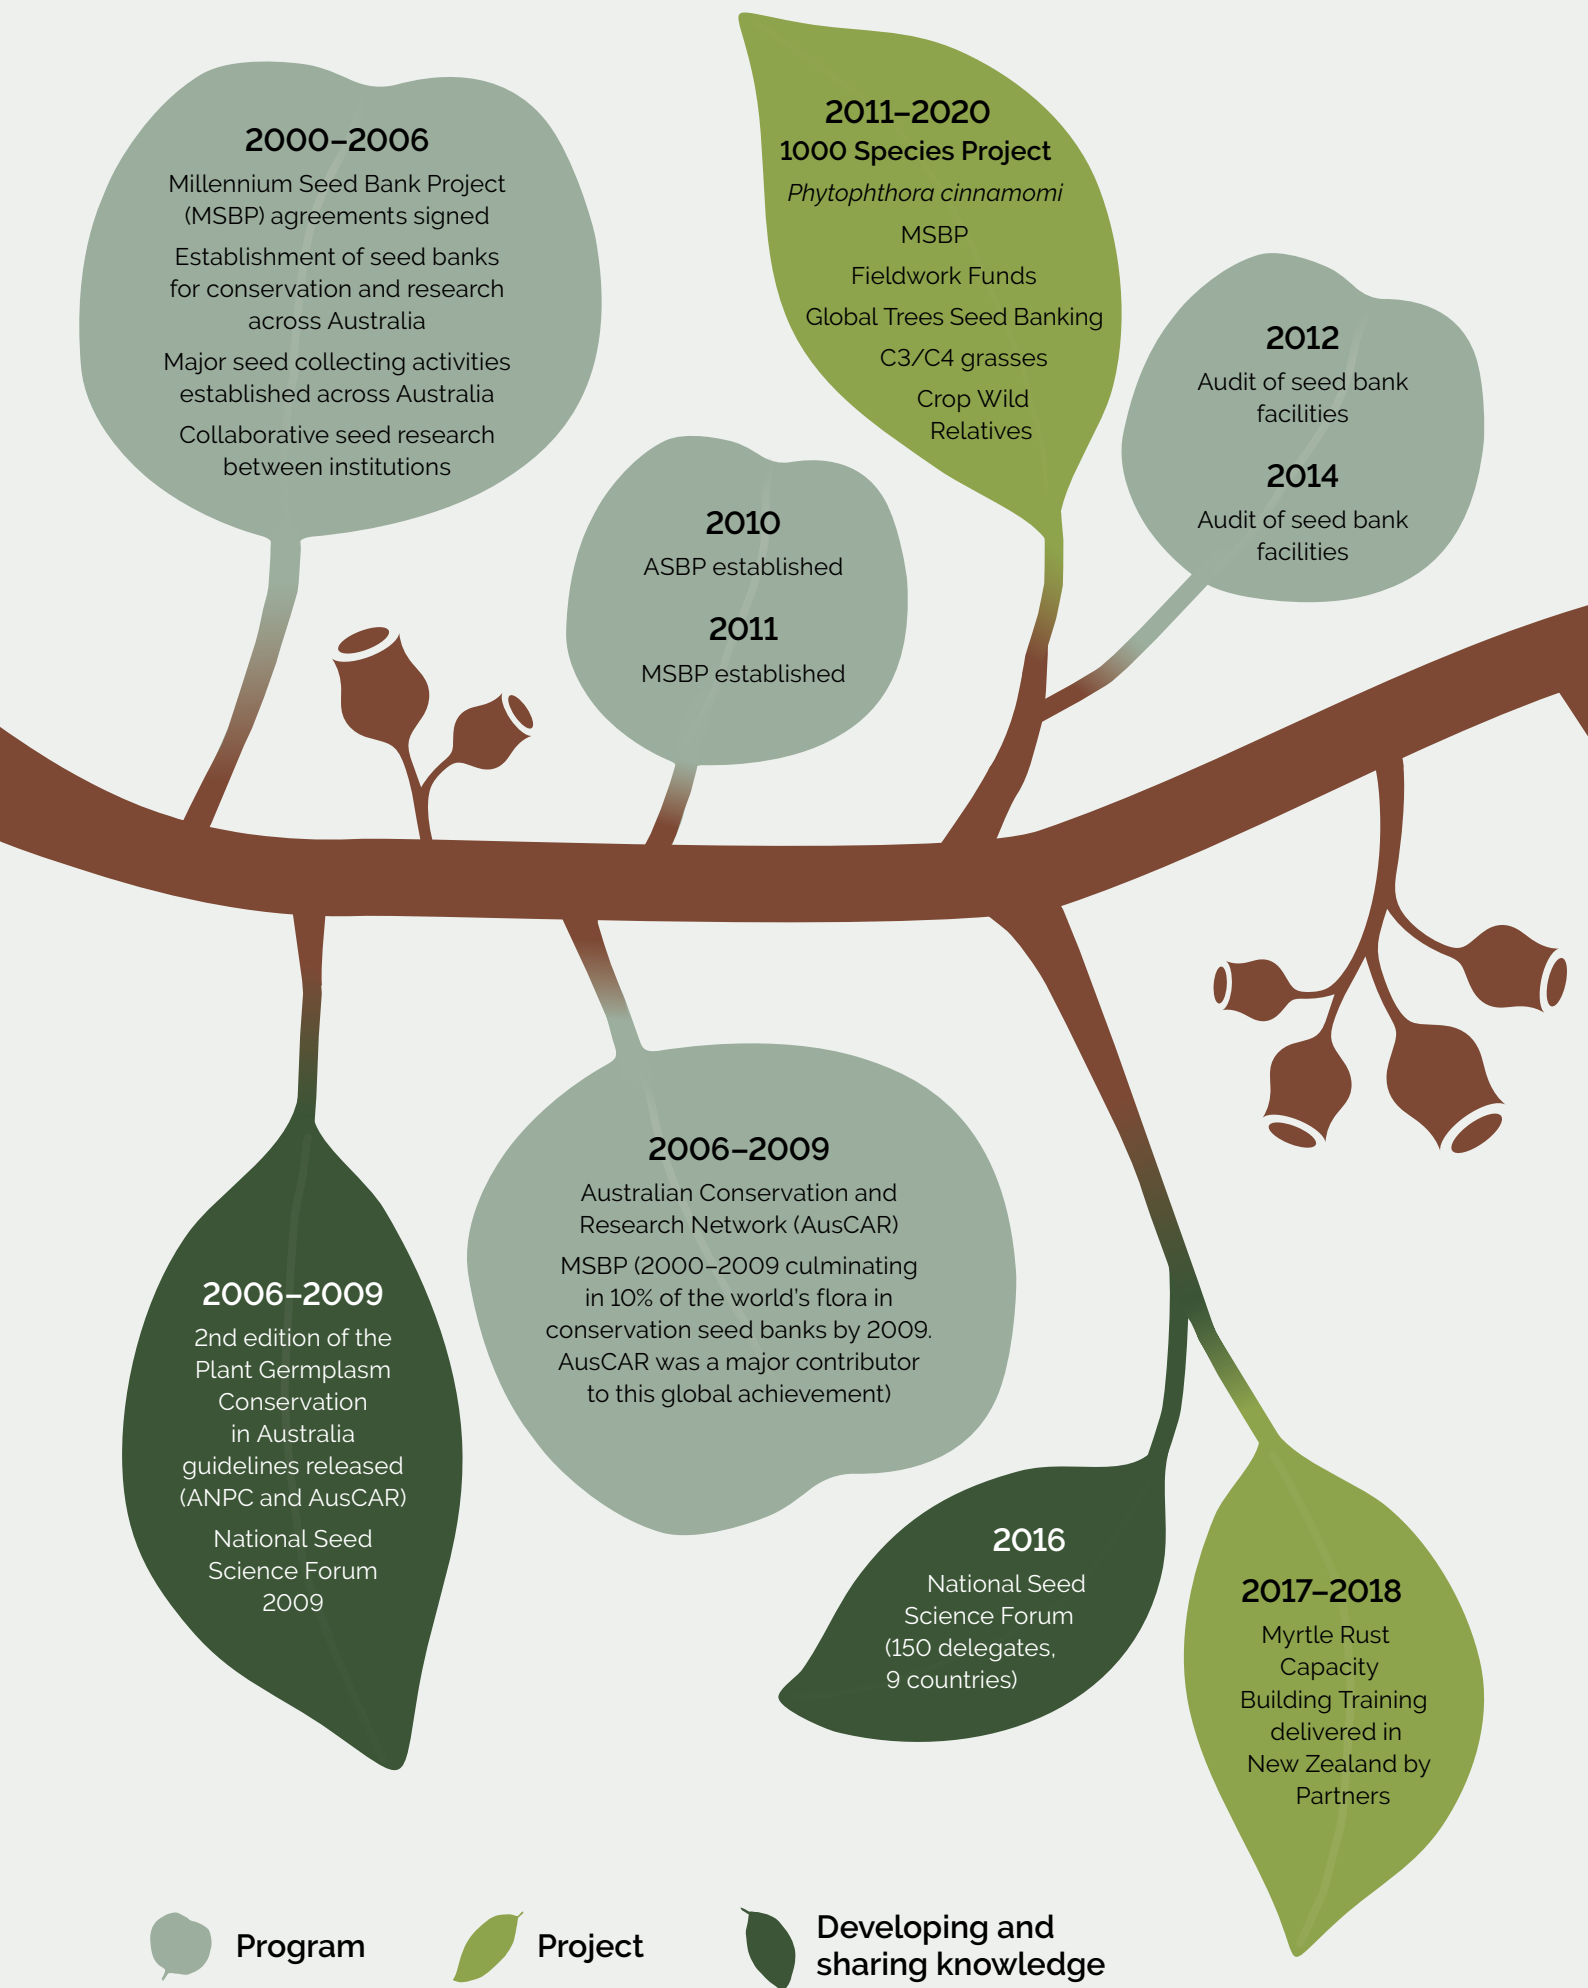 2000–2006
Millennium Seed Bank Project
(MSBP) agreements signed
Establishment of seed banks
for conservation and research
across Australia
Major seed collecting activities
established across Australia
Collaborative seed research
between institutions
2010
ASBP established
2011
MSBP established
2011–2020
1000 Species Project
Phytophthora cinnamomi
MSBP
Fieldwork Funds
Global Trees Seed Banking
C3/C4 grasses
Crop Wild
Relatives
2012
Audit of seed bank
facilities
2014
Audit of seed bank
facilities
2006–2009
2nd edition of the
Plant Germplasm
Conservation
in Australia
guidelines released
(ANPC and AusCAR)
National Seed
Science Forum
2009
2006–2009
Australian Conservation and
Research Network (AusCAR)
MSBP (2000–2009 culminating
in 10% of the world’s flora in
conservation seed banks by 2009.
AusCAR was a major contributor
to this global achievement)
2016
National Seed
Science Forum
(150 delegates,
9 countries)
2017–2018
Myrtle Rust
Capacity
Building Training
delivered in
New Zealand by
Partners
Program
Project
Developing and
sharing knowledge